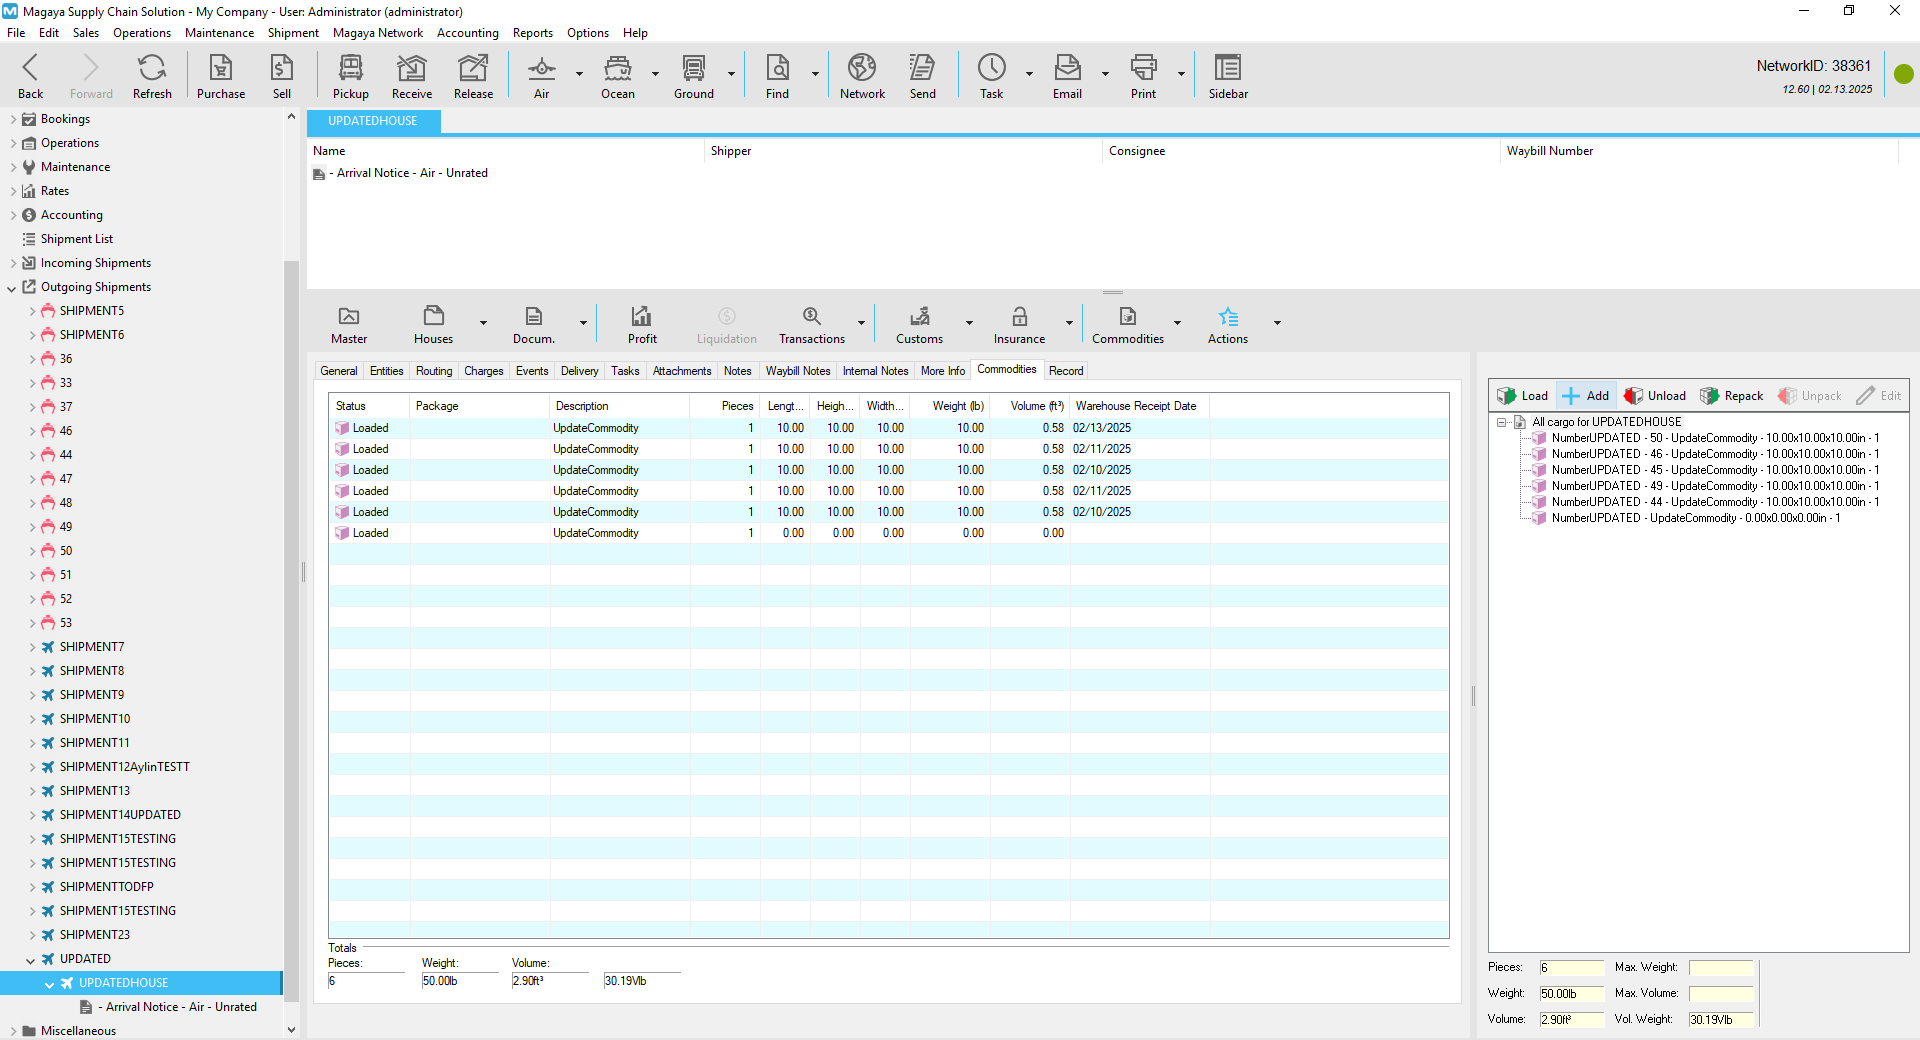 Magaya Supply Chain Solution - My Company - User: Administrator (administrator)
File Edit Sales Operations Maintenance Shipment Magaya Network Accounting Reports Options Help
Back Forward Refresh Purchase Sell Pickup Receive Release Air Ocean Ground Find Network Send Task Email Print Sidebar
NetworkID: 38361
12.60 | 02.13.2025
Bookings
Operations
Maintenance
Rates
Accounting
Shipment List
Incoming Shipments
Outgoing Shipments
SHIPMENT5
SHIPMENT6
36
33
37
46
44
47
48
49
50
51
52
53
SHIPMENT7
SHIPMENT8
SHIPMENT9
SHIPMENT10
SHIPMENT11
SHIPMENT12AylinTESTT
SHIPMENT13
SHIPMENT14UPDATED
SHIPMENT15TESTING
SHIPMENT15TESTING
SHIPMENTTODFP
SHIPMENT15TESTING
SHIPMENT23
UPDATED
UPDATEDHOUSE
- Arrival Notice - Air - Unrated
Miscellaneous
UPDATEDHOUSE
Name Shipper Consignee Waybill Number
- Arrival Notice - Air - Unrated
Master Houses Docum. Profit Liquidation Transactions Customs Insurance Commodities Actions
General Entities Routing Charges Events Delivery Tasks Attachments Notes Waybill Notes Internal Notes More Info Commodities Record
Status Package Description Pieces Lengt... Heigh... Width... Weight (lb) Volume (ft³) Warehouse Receipt Date
Loaded UpdateCommodity 1 10.00 10.00 10.00 10.00 0.58 02/13/2025
Loaded UpdateCommodity 1 10.00 10.00 10.00 10.00 0.58 02/11/2025
Loaded UpdateCommodity 1 10.00 10.00 10.00 10.00 0.58 02/10/2025
Loaded UpdateCommodity 1 10.00 10.00 10.00 10.00 0.58 02/11/2025
Loaded UpdateCommodity 1 10.00 10.00 10.00 10.00 0.58 02/10/2025
Loaded UpdateCommodity 1 0.00 0.00 0.00 0.00 0.00
Totals
Pieces: Weight: Volume:
6 50.00lb 2.90ft³ 30.19Vlb
Load Add Unload Repack Unpack Edit
All cargo for UPDATEDHOUSE
NumberUPDATED - 50 - UpdateCommodity - 10.00x10.00x10.00in - 1
NumberUPDATED - 46 - UpdateCommodity - 10.00x10.00x10.00in - 1
NumberUPDATED - 45 - UpdateCommodity - 10.00x10.00x10.00in - 1
NumberUPDATED - 49 - UpdateCommodity - 10.00x10.00x10.00in - 1
NumberUPDATED - 44 - UpdateCommodity - 10.00x10.00x10.00in - 1
NumberUPDATED - UpdateCommodity - 0.00x0.00x0.00in - 1
Pieces: 6 Max. Weight:
Weight: 50.00lb Max. Volume:
Volume: 2.90ft³ Vol. Weight: 30.19Vlb